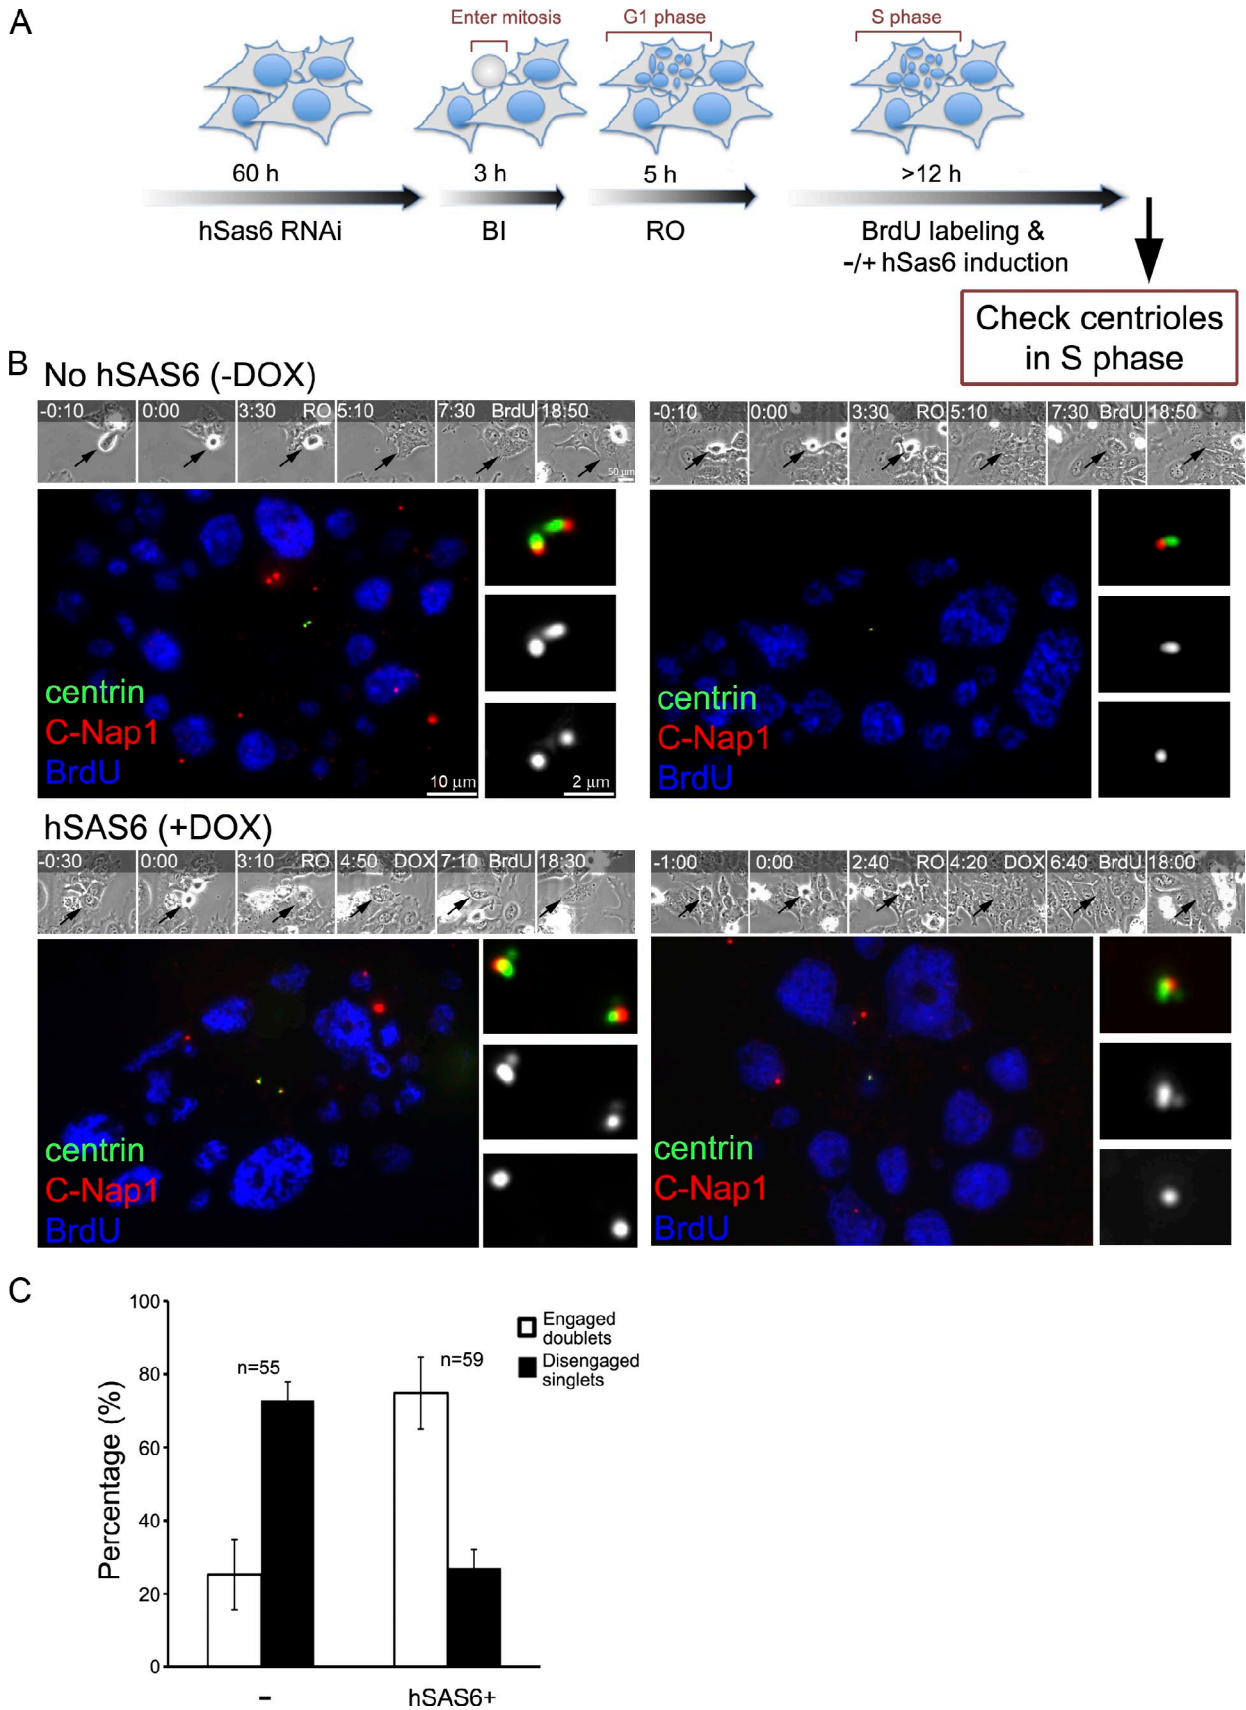 A
Enter mitosis
G1 phase
S phase
60 h
3 h
5 h
>12 h
hSas6 RNAi
BI
RO
BrdU labeling &
-/+ hSas6 induction
Check centrioles
in S phase
B
No hSAS6 (-DOX)
-0:10 0:00 3:30 RO 5:10 7:30 BrdU 18:50
50 µm
-0:10 0:00 3:30 RO 5:10 7:30 BrdU 18:50
centrin
C-Nap1
BrdU
10 µm
2 µm
centrin
C-Nap1
BrdU
hSAS6 (+DOX)
-0:30 0:00 3:10 RO 4:50 DOX 7:10 BrdU 18:30
-1:00 0:00 2:40 RO 4:20 DOX 6:40 BrdU 18:00
centrin
C-Nap1
BrdU
centrin
C-Nap1
BrdU
C
Percentage (%)
100
80
60
40
20
0
n=55
n=59
Engaged
doublets
Disengaged
singlets
-
hSAS6+